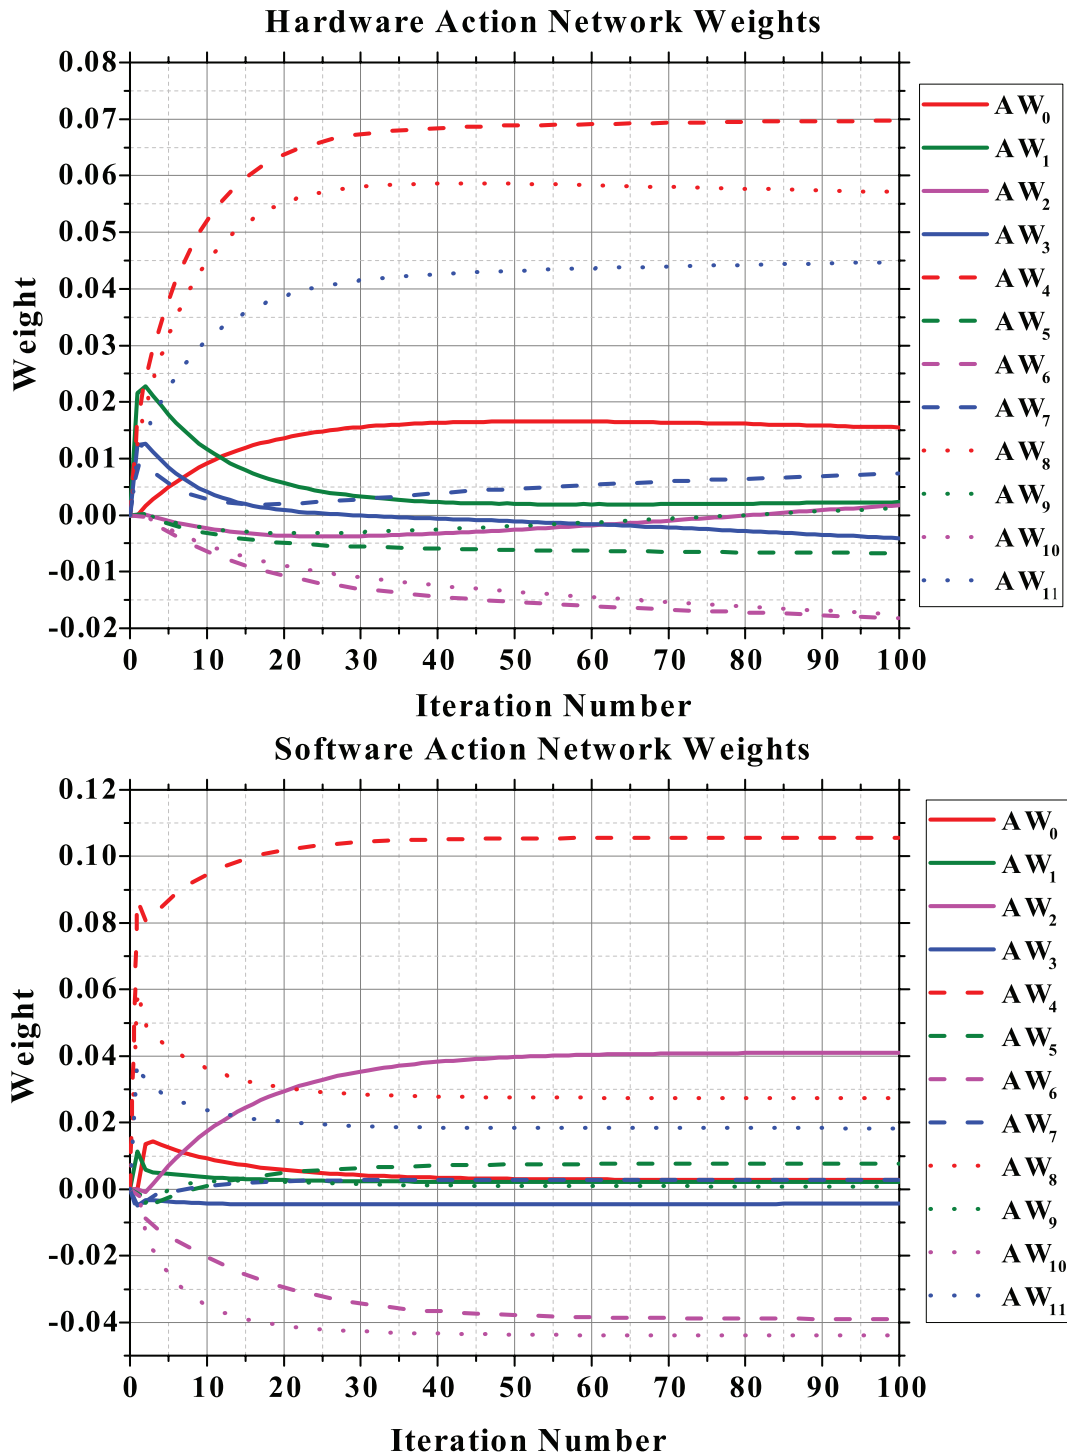 Hardware Action Network Weights
0.08
0.07
0.06
0.05
0.04
0.03
0.02
0.01
0.00
-0.01
-0.02
Weight
0 10 20 30 40 50 60 70 80 90 100
Iteration Number
AW0
AW1
AW2
AW3
AW4
AW5
AW6
AW7
AW8
AW9
AW10
AW11
Software Action Network Weights
0.12
0.10
0.08
0.06
0.04
0.02
0.00
-0.02
-0.04
Weight
0 10 20 30 40 50 60 70 80 90 100
Iteration Number
AW0
AW1
AW2
AW3
AW4
AW5
AW6
AW7
AW8
AW9
AW10
AW11